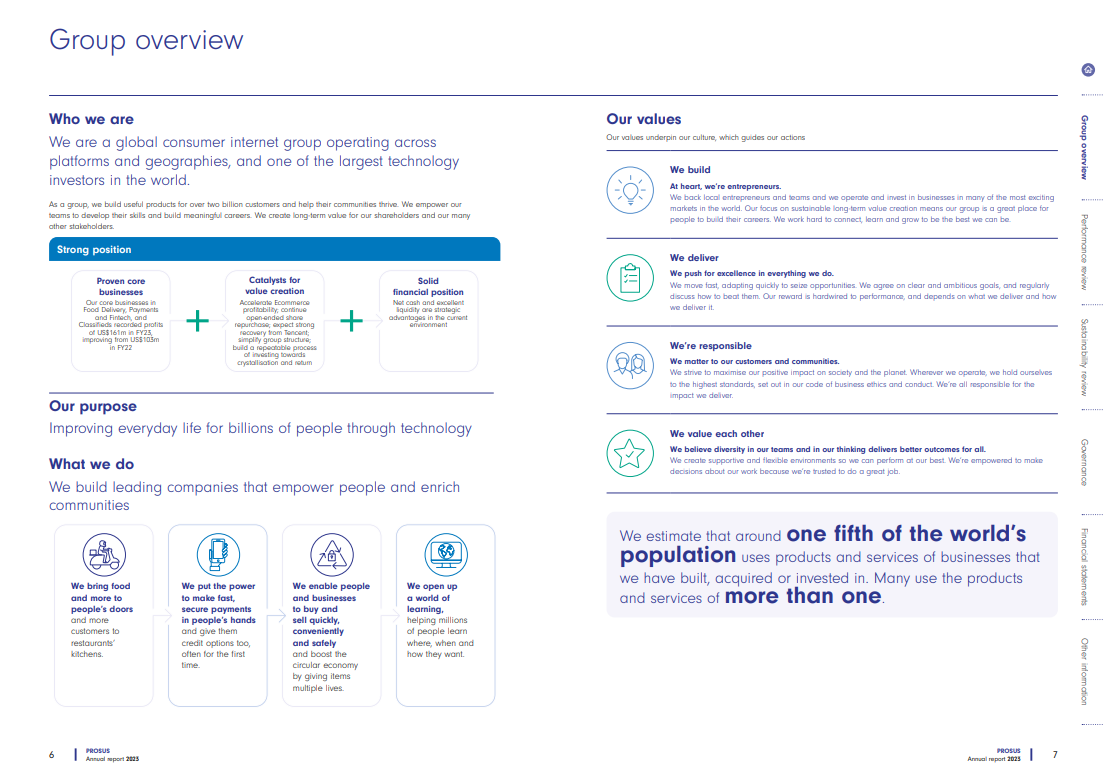 Group overview
Who we are
We are a global consumer internet group operating across
platforms and geographies, and one of the largest technology
investors in the world.
As a group, we build useful products for over two billion customers and help their communities thrive. We empower our
teams to develop their skills and build meaningful careers. We create long-term value for our shareholders and our many
other stakeholders.
Strong position
Proven core
businesses
Our core businesses in
Food Delivery, Payments
and Fintech, and
Classifieds recorded profits
of US$161m in FY23,
improving from US$103m
in FY22
Catalysts for
value creation
Accelerate Ecommerce
profitability; continue
open-ended share
repurchase; expect strong
recovery from Tencent;
simplify group structure;
build a repeatable process
of investing towards
crystallisation and return
Solid
financial position
Net cash and excellent
liquidity are strategic
advantages in the current
environment
Our purpose
Improving everyday life for billions of people through technology
What we do
We build leading companies that empower people and enrich
communities
We bring food
and more to
people's doors
and more
customers to
restaurants'
kitchens.
We put the power
to make fast,
secure payments
in people's hands
and give them
credit options too,
often for the first
time.
We enable people
and businesses
to buy and
sell quickly,
conveniently
and safely
and boost the
circular economy
by giving items
multiple lives.
We open up
a world of
learning,
helping millions
of people learn
where, when and
how they want.
6
PROSUS
Annual report 2023
Our values
Our values underpin our culture, which guides our actions
We build
At heart, we're entrepreneurs.
We back local entrepreneurs and teams and we operate and invest in businesses in many of the most exciting
markets in the world. Our focus on sustainable long-term value creation means our group is a great place for
people to build their careers. We work hard to connect, learn and grow to be the best we can be.
We deliver
We push for excellence in everything we do.
We move fast, adapting quickly to seize opportunities. We agree on clear and ambitious goals, and regularly
discuss how to beat them. Our reward is hardwired to performance, and depends on what we deliver and how
we deliver it.
We're responsible
We matter to our customers and communities.
We strive to maximise our positive impact on society and the planet. Wherever we operate, we hold ourselves
to the highest standards, set out in our code of business ethics and conduct. We're all responsible for the
impact we deliver.
We value each other
We believe diversity in our teams and in our thinking delivers better outcomes for all.
We create supportive and flexible environments so we can perform at our best. We're empowered to make
decisions about our work because we're trusted to do a great job.
We estimate that around one fifth of the world's
population uses products and services of businesses that
we have built, acquired or invested in. Many use the products
and services of more than one.
PROSUS
Annual report 2023
7
Group overview
Performance review
Sustainability review
Governance
Financial statements
Other information